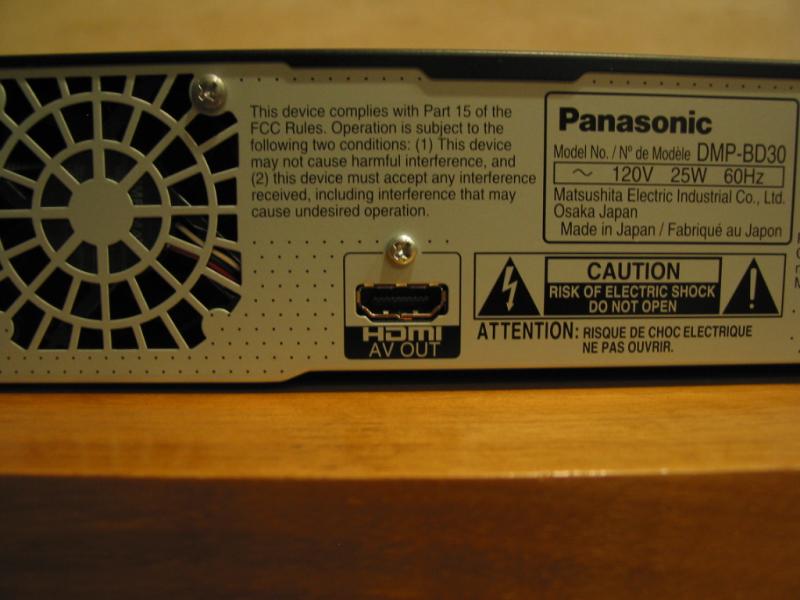 This device complies with Part 15 of the
FCC Rules. Operation is subject to the
following two conditions: (1) This device
may not cause harmful interference, and
(2) this device must accept any interference
received, including interference that may
cause undesired operation.
HDMI
AV OUT
Panasonic
Model No. / Nº de Modèle DMP-BD30
~ 120V 25W 60Hz
Matsushita Electric Industrial Co., Ltd.
Osaka Japan
Made in Japan / Fabriqué au Japon
CAUTION
RISK OF ELECTRIC SHOCK
DO NOT OPEN
ATTENTION: RISQUE DE CHOC ELECTRIQUE
NE PAS OUVRIR.